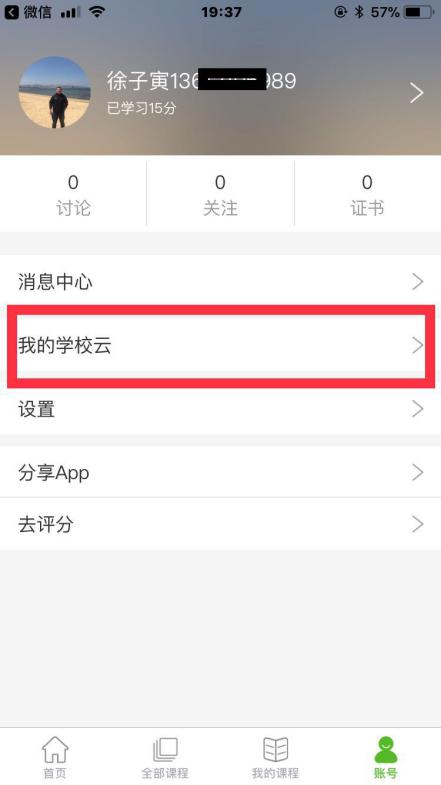 微信 19:37 57%
徐子寅136 989
已学习15分
0 0 0
讨论 关注 证书
消息中心
我的学校云
设置
分享App
去评分
首页 全部课程 我的课程 账号